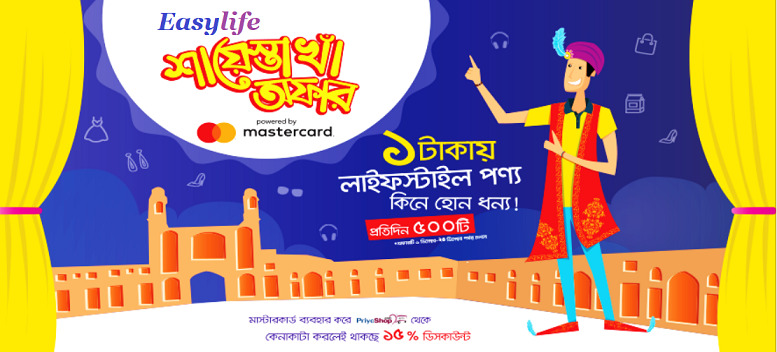 Easylife
শায়েস্তা খাঁ
অফার
powered by
mastercard
১ টাকায়
লাইফস্টাইল পণ্য
কিনে হোন ধন্য!
প্রতিদিন ৫০০টি
মাস্টারকার্ড ব্যবহার করে PriyoShop থেকে
কেনাকাটা করলেই থাকছে ১৫% ডিসকাউন্ট